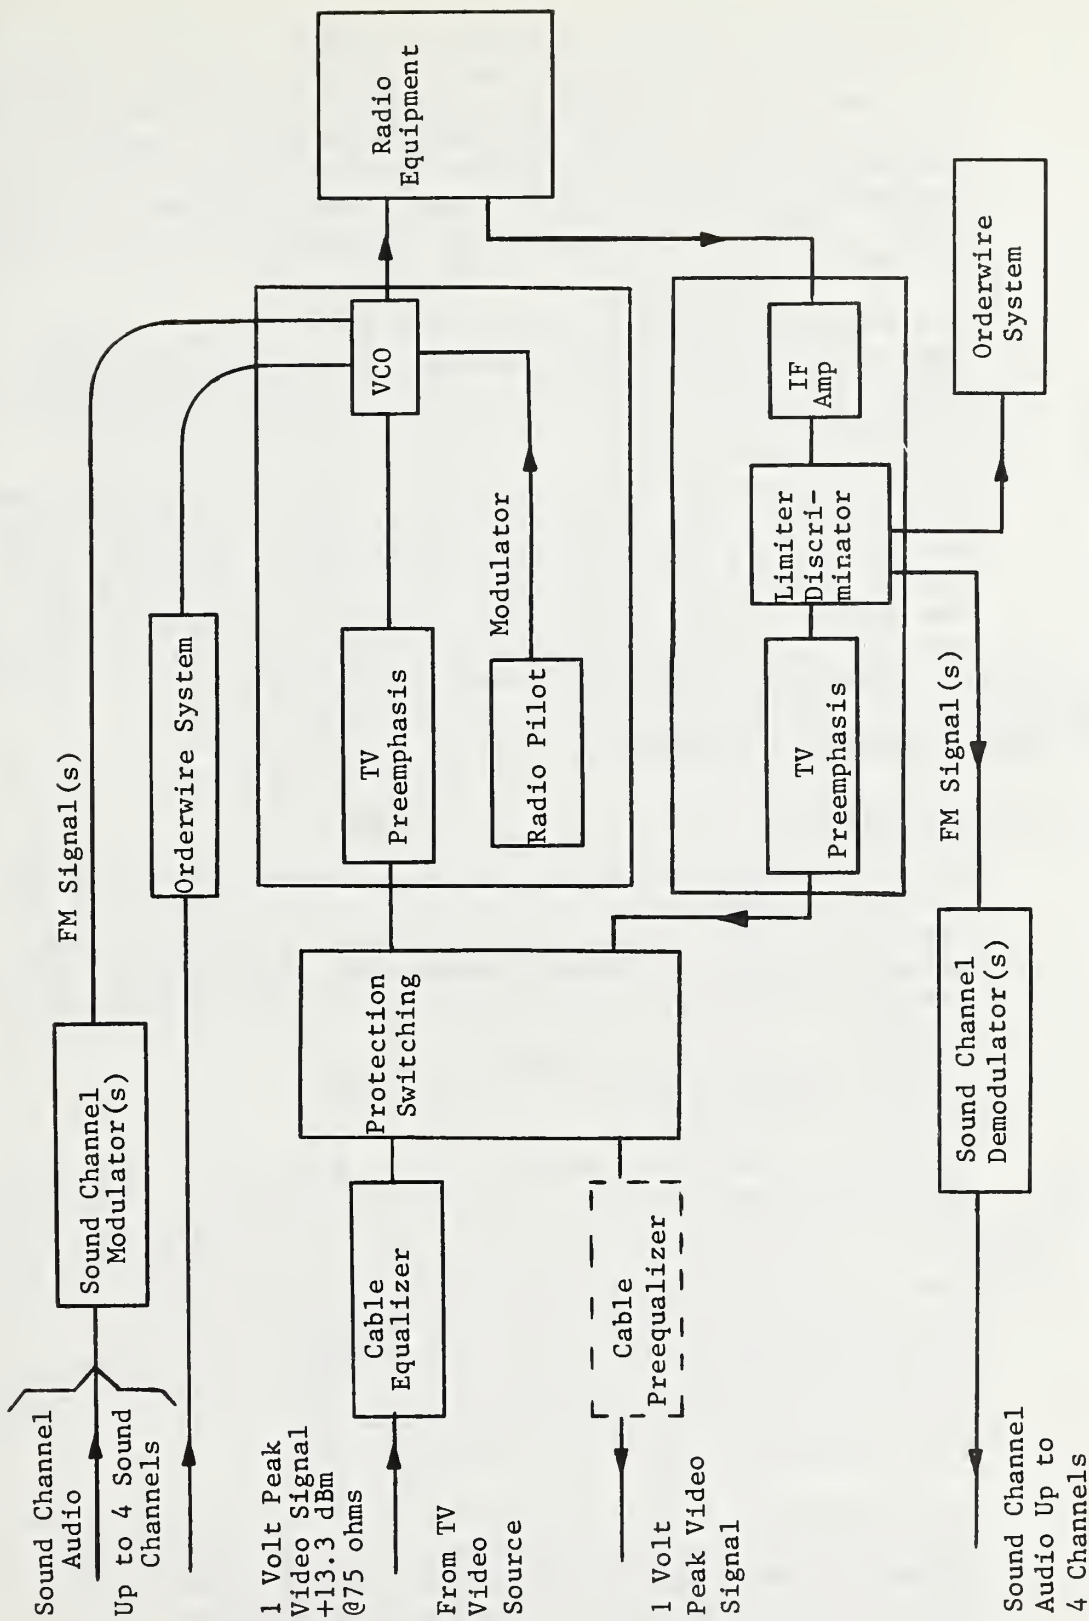 Sound Channel
Audio
Up to 4 Sound
Channels
Sound Channel
Modulator(s)
FM Signal(s)
Orderwire System
1 Volt Peak
Video Signal
+13.3 dBm
@75 ohms
From TV
Video
Source
Cable
Equalizer
Protection
Switching
TV
Preemphasis
VCO
Radio Pilot
Modulator
Radio
Equipment
1 Volt
Peak Video
Signal
Cable
Preequalizer
TV
Preemphasis
Limiter
Discri-
minator
IF
Amp
Orderwire
System
FM Signal(s)
Sound Channel
Demodulator(s)
Sound Channel
Audio Up to
4 Channels